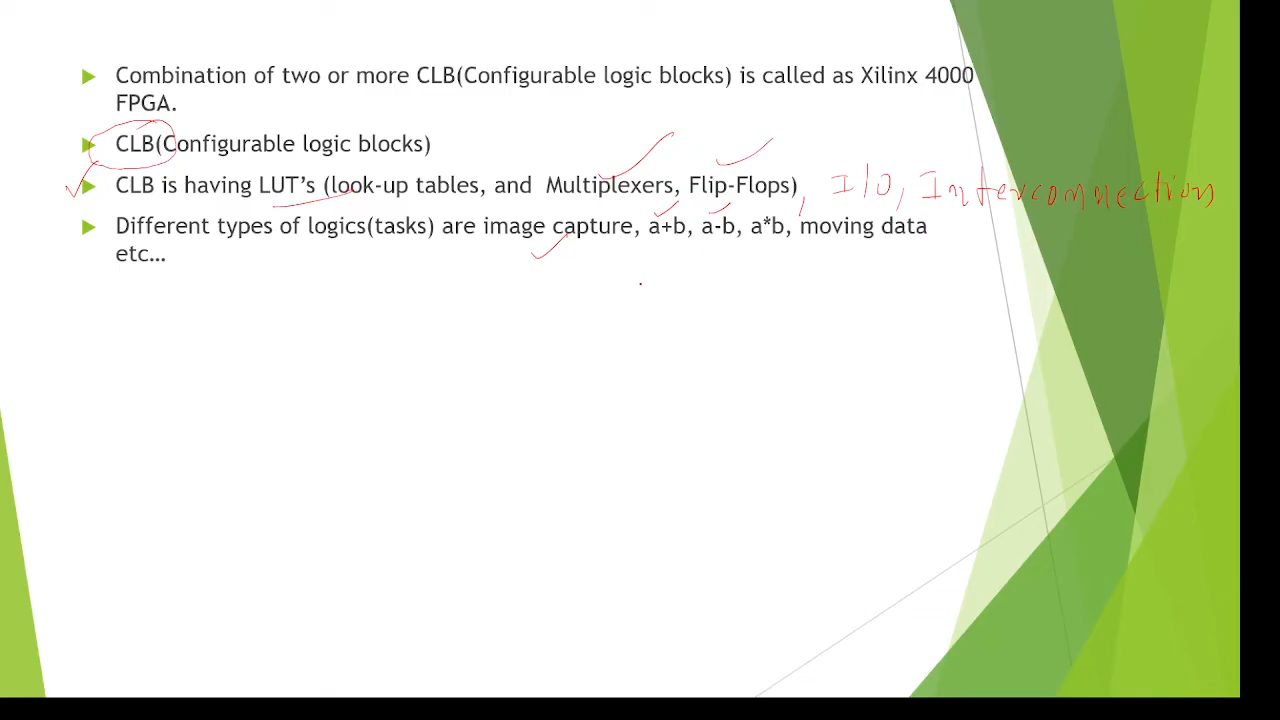 Combination of two or more CLB(Configurable logic blocks) is called as Xilinx 4000
FPGA.
CLB(Configurable logic blocks)
CLB is having LUT’s (look-up tables, and Multiplexers, Flip-Flops) , I/O, Interconnection
Different types of logics(tasks) are image capture, a+b, a-b, a*b, moving data
etc…